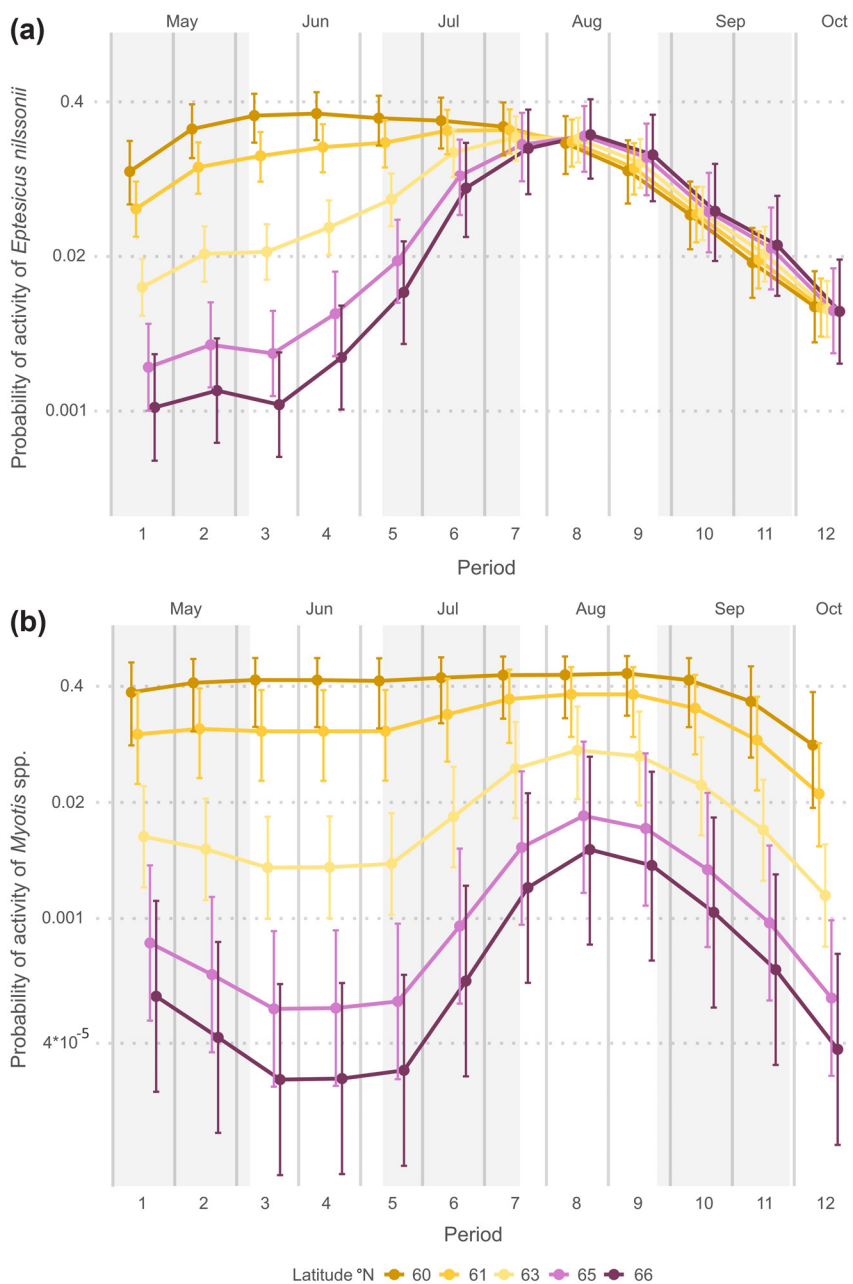 (a)
May Jun Jul Aug Sep Oct
Probability of activity of Eptesicus nilssonii
0.4
0.02
0.001
1 2 3 4 5 6 7 8 9 10 11 12
Period
(b)
May Jun Jul Aug Sep Oct
Probability of activity of Myotis spp.
0.4
0.02
0.001
4*10⁻⁵
1 2 3 4 5 6 7 8 9 10 11 12
Period
Latitude °N 60 61 63 65 66